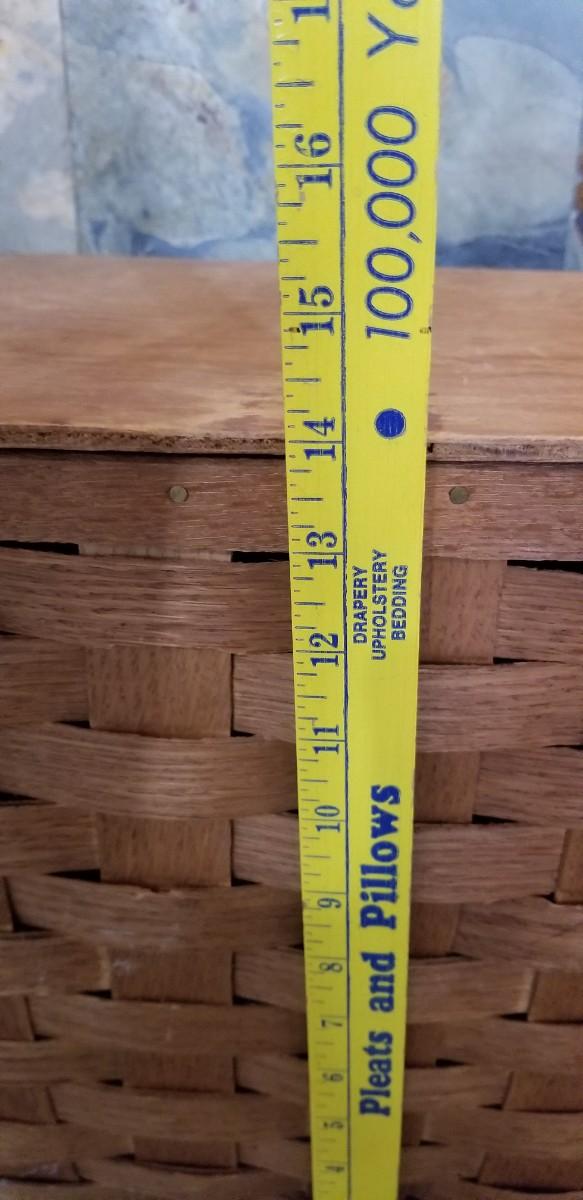 Pleats and Pillows
DRAPERY
UPHOLSTERY
BEDDING
● 100,000
4 5 6 7 8 9 10 11 12 13 14 15 16